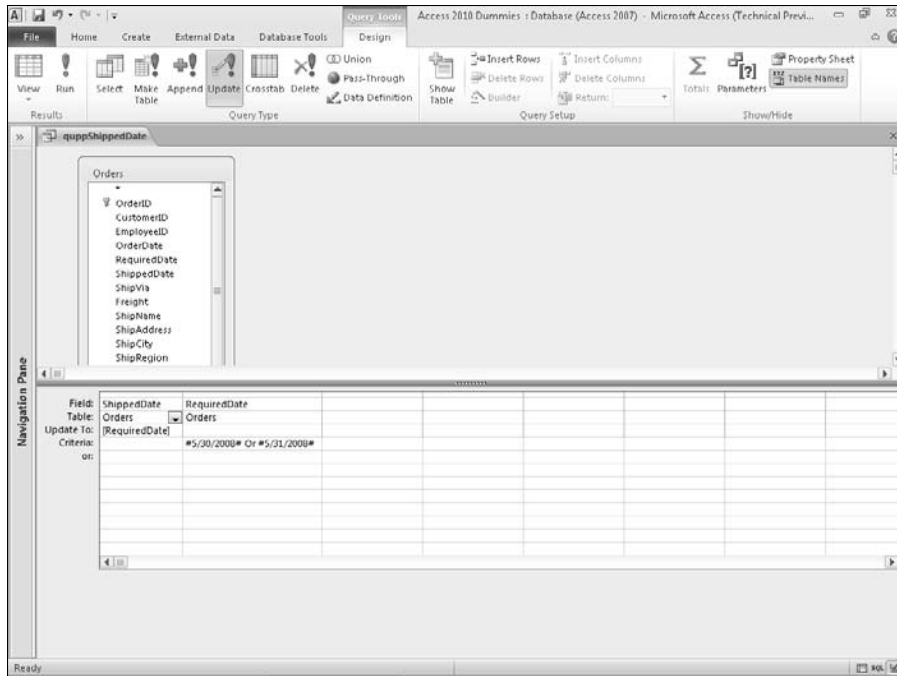 Query Tools
Access 2010 Dummies : Database (Access 2007) - Microsoft Access (Technical Previ...
File Home Create External Data Database Tools Design
View Run Select Make Table Append Update Crosstab Delete
Union
Pass-Through
Data Definition
Show Table
Insert Rows
Delete Rows
Builder
Insert Columns
Delete Columns
Return:
Totals Parameters
Property Sheet
Table Names
Results Query Type Query Setup Show/Hide
quppShippedDate
Orders
*
OrderID
CustomerID
EmployeeID
OrderDate
RequiredDate
ShippedDate
ShipVia
Freight
ShipName
ShipAddress
ShipCity
ShipRegion
Navigation Pane
Field: ShippedDate RequiredDate
Table: Orders Orders
Update To: [RequiredDate]
Criteria: #5/30/2008# Or #5/31/2008#
or:
Ready
SQL